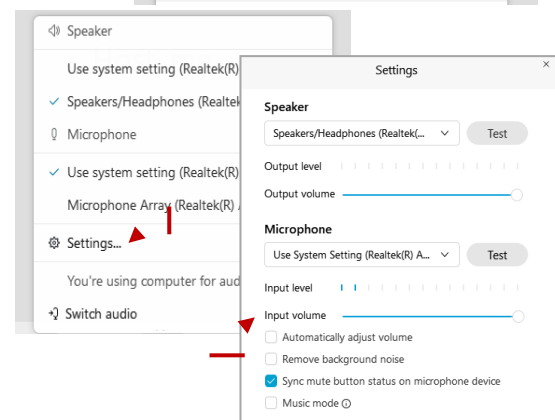 Speaker
Use system setting (Realtek(R)
Speakers/Headphones (Realtek
Microphone
Use system setting (Realtek(R)
Microphone Array (Realtek(R)
Settings...
You're using computer for aud
Switch audio
Settings
Speaker
Speakers/Headphones (Realtek(...
Test
Output level
Output volume
Microphone
Use System Setting (Realtek(R) A...
Test
Input level
Input volume
Automatically adjust volume
Remove background noise
Sync mute button status on microphone device
Music mode